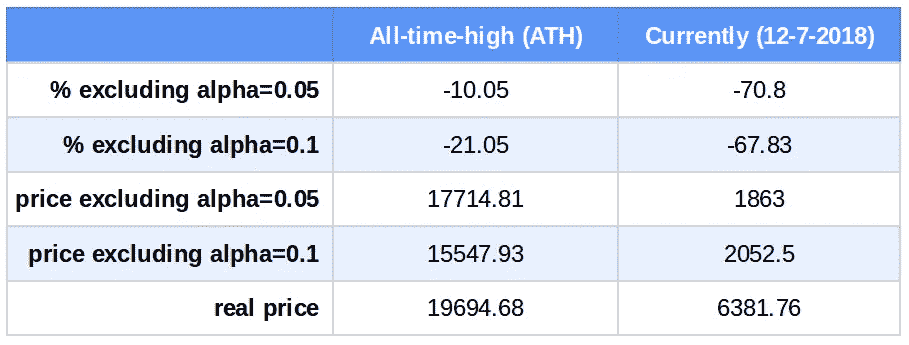 All-time-high (ATH) Currently (12-7-2018)
% excluding alpha=0.05 -10.05 -70.8
% excluding alpha=0.1 -21.05 -67.83
price excluding alpha=0.05 17714.81 1863
price excluding alpha=0.1 15547.93 2052.5
real price 19694.68 6381.76